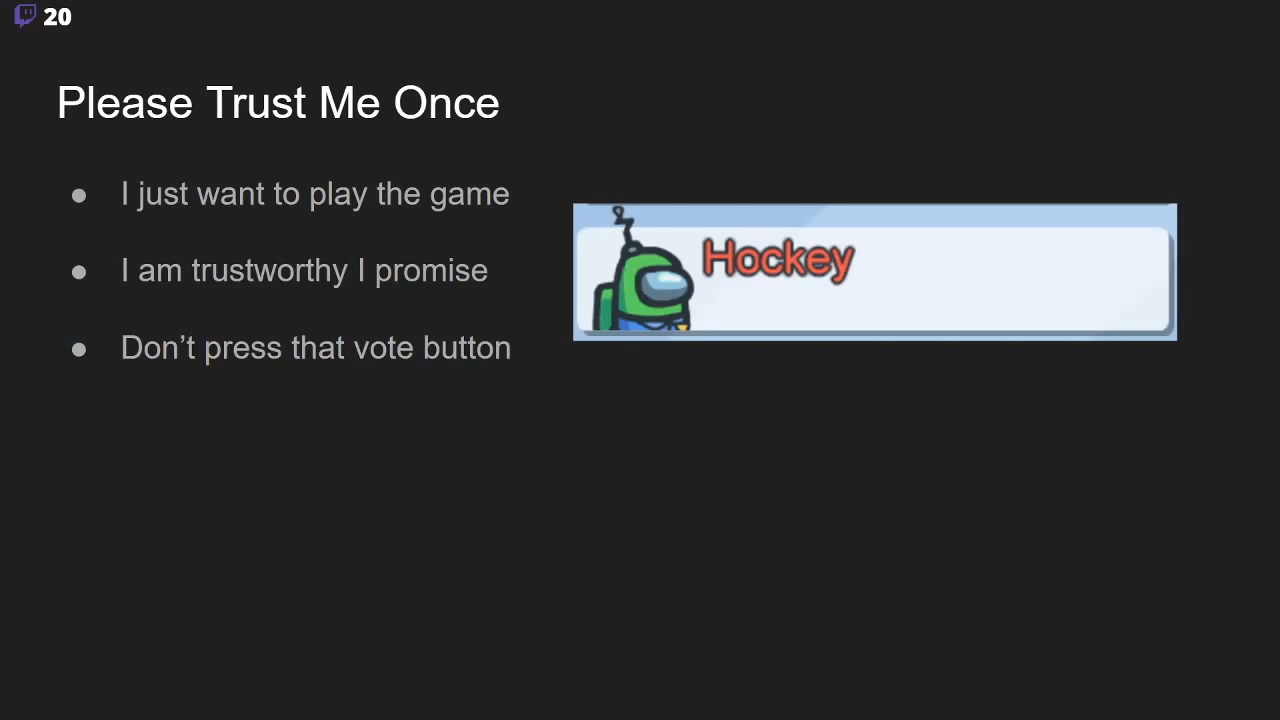 20
Please Trust Me Once
● I just want to play the game
● I am trustworthy I promise
● Don’t press that vote button
Hockey